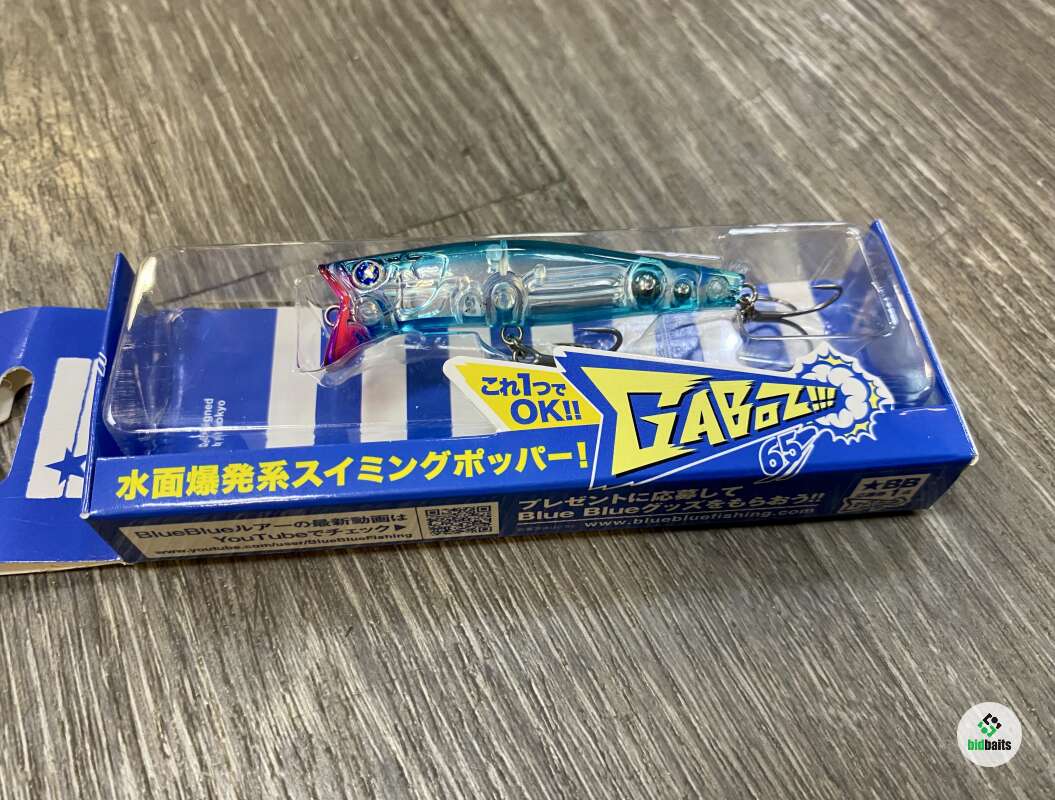 これ1つで
OK!!
GABOZ!!!
65
水面爆発系スイミングポッパー!
BlueBlueルアーの最新動画は
YouTubeでチェック▶
www.youtube.com/user/BlueBlueFishing
プレゼントに応募して
Blue Blueグッズをもらおう!!
www.bluebluefishing.com
★BB
bidbaits